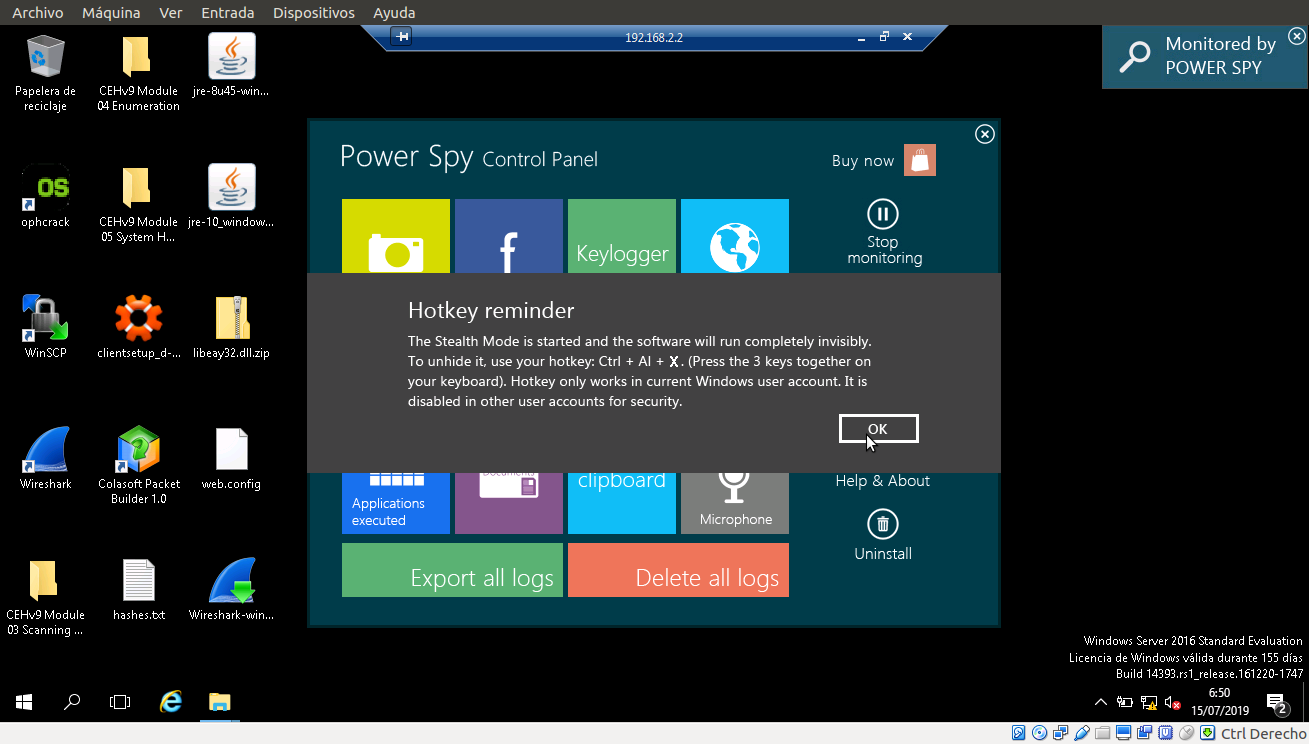 Archivo Máquina Ver Entrada Dispositivos Ayuda
192.168.2.2
Monitored by
POWER SPY
Papelera de
reciclaje
CEHv9 Module
04 Enumeration
jre-8u45-win...
ophcrack
CEHv9 Module
05 System H...
jre-10_window...
WinSCP
clientsetup_d-...
libeay32.dll.zip
Wireshark
Colasoft Packet
Builder 1.0
web.config
CEHv9 Module
03 Scanning ...
hashes.txt
Wireshark-win...
Power Spy Control Panel
Buy now
Keylogger
Stop
monitoring
Hotkey reminder
The Stealth Mode is started and the software will run completely invisibly.
To unhide it, use your hotkey: Ctrl + Al + X. (Press the 3 keys together on
your keyboard). Hotkey only works in current Windows user account. It is
disabled in other user accounts for security.
OK
Applications
executed
Documents
clipboard
Microphone
Help & About
Uninstall
Export all logs
Delete all logs
Windows Server 2016 Standard Evaluation
Licencia de Windows válida durante 155 días
Build 14393.rs1_release.161220-1747
6:50
15/07/2019
2
Ctrl Derecho